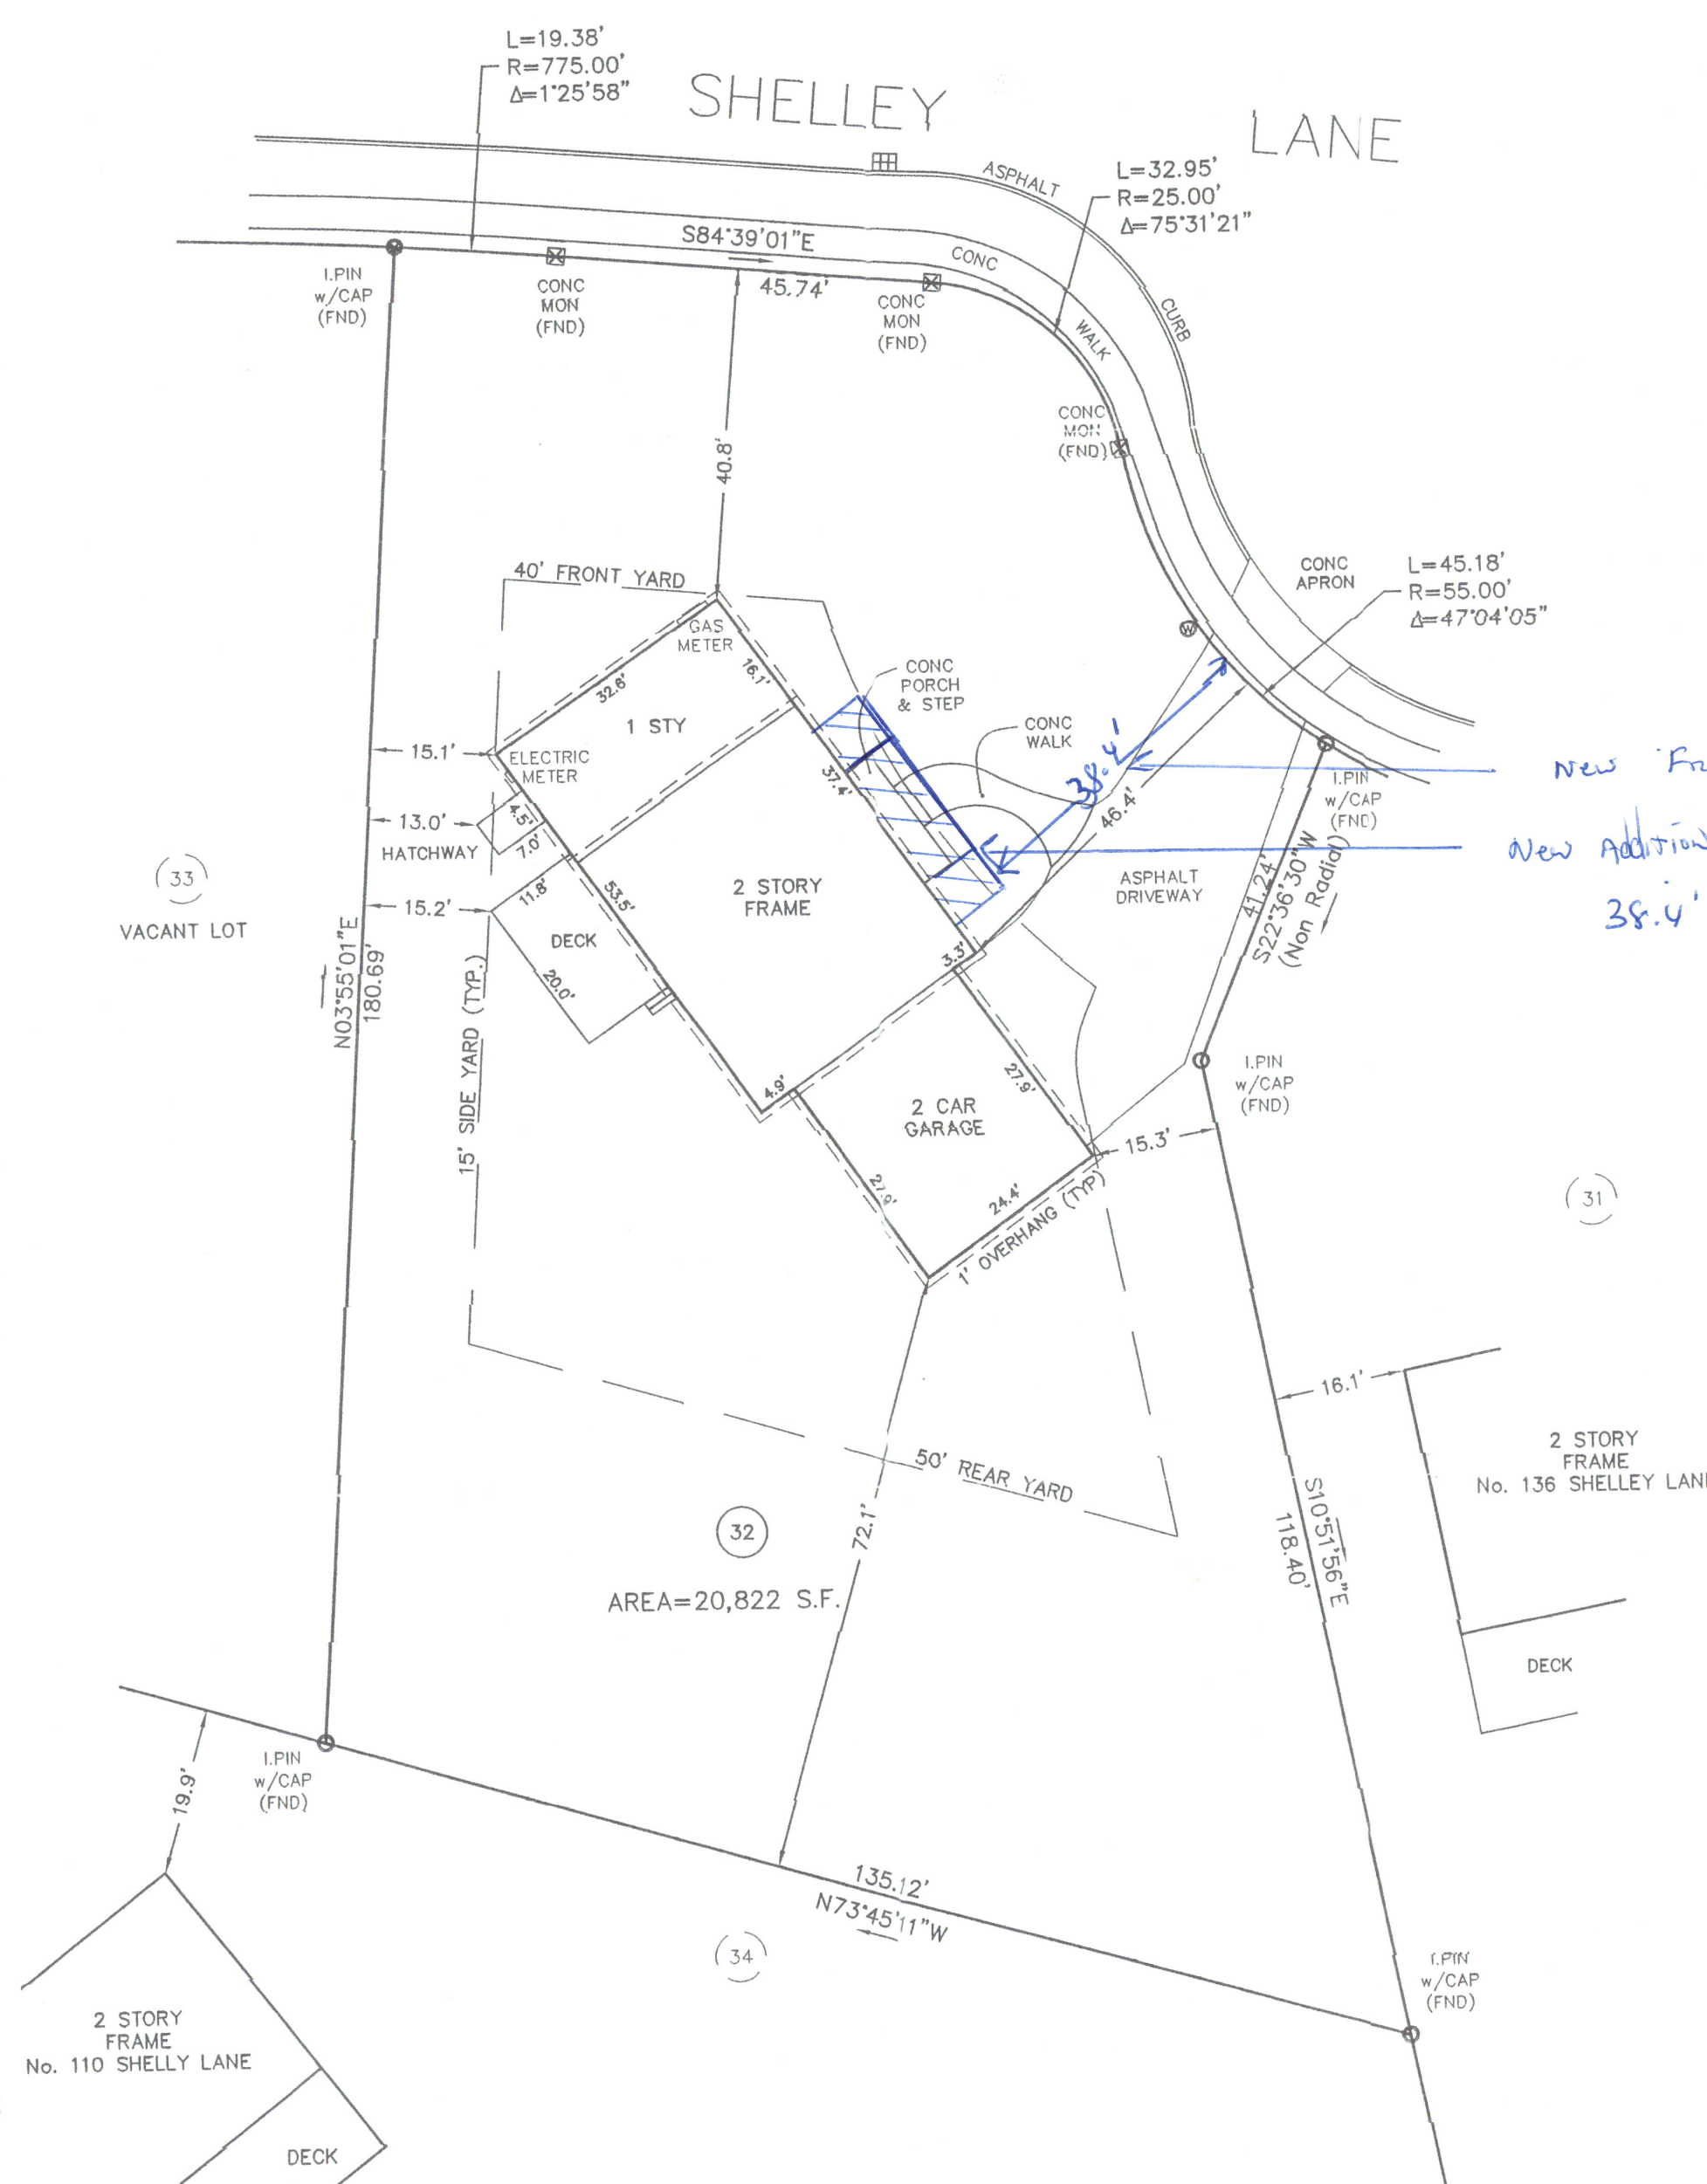 L=19.38'
R=775.00'
Δ=1°25'58"
SHELLEY LANE
ASPHALT
CURB
L=32.95'
R=25.00'
Δ=75°31'21"
S84°39'01"E
45.74'
CONC
WALK
I.PIN
w/CAP
(FND)
CONC
MON
(FND)
CONC
MON
(FND)
CONC
MON
(FND)
40.8'
CONC
APRON
L=45.18'
R=55.00'
Δ=47°04'05"
W
40' FRONT YARD
GAS
METER
16.1'
32.6'
1 STY
CONC
PORCH
& STEP
CONC
WALK
15.1'
ELECTRIC
METER
37.4'
38.4'
46.4'
I.PIN
w/CAP
(FND)
New
New Addition
38.4'
13.0'
HATCHWAY
4.5'
7.0'
33
VACANT LOT
15.2'
11.8'
53.5'
2 STORY
FRAME
ASPHALT
DRIVEWAY
41.24'
S22°36'30"W
(Non Radial)
DECK
20.0'
3.3'
N03°55'01"E
180.69'
15' SIDE YARD (TYP.)
4.9'
27.9'
2 CAR
GARAGE
I.PIN
w/CAP
(FND)
15.3'
27.9'
24.4'
1' OVERHANG (TYP)
31
16.1'
2 STORY
FRAME
No. 136 SHELLEY LAN
50' REAR YARD
72.1'
32
AREA=20,822 S.F.
S10°51'56"E
118.40'
DECK
I.PIN
w/CAP
(FND)
19.9'
135.12'
N73°45'11"W
34
I.PIN
w/CAP
(FND)
2 STORY
FRAME
No. 110 SHELLY LANE
DECK